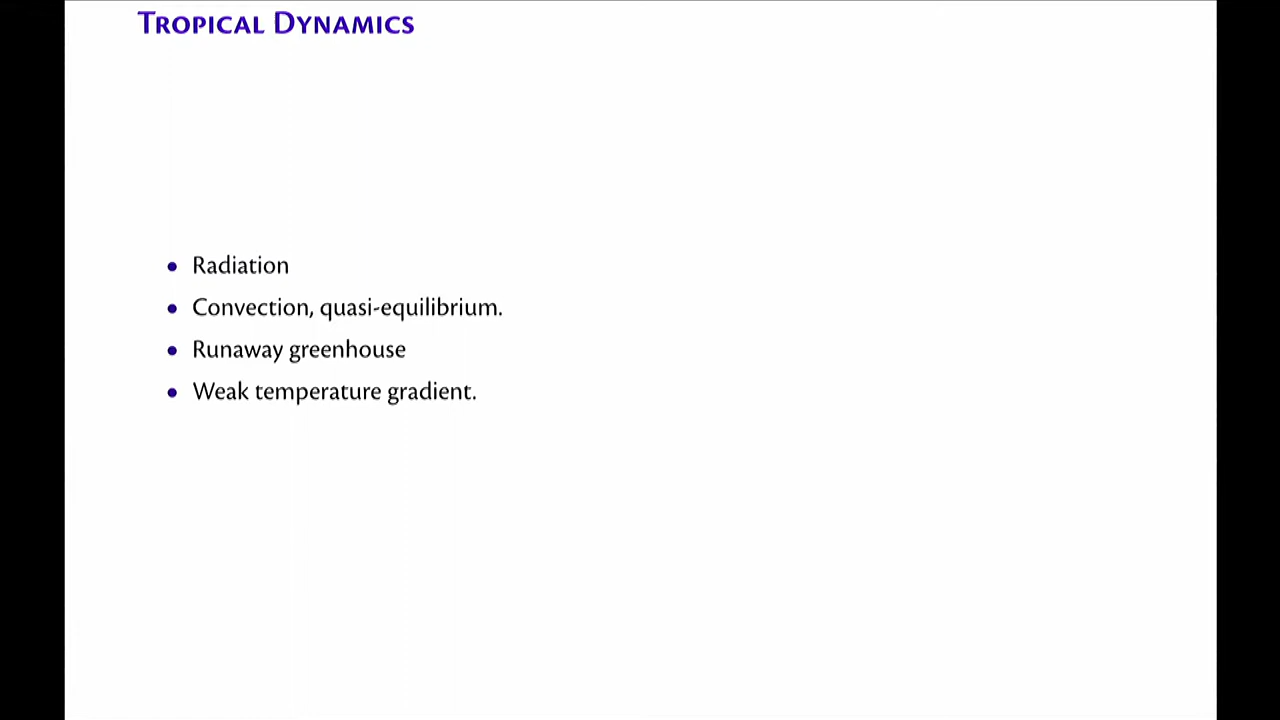 Tropical Dynamics
• Radiation
• Convection, quasi-equilibrium.
• Runaway greenhouse
• Weak temperature gradient.